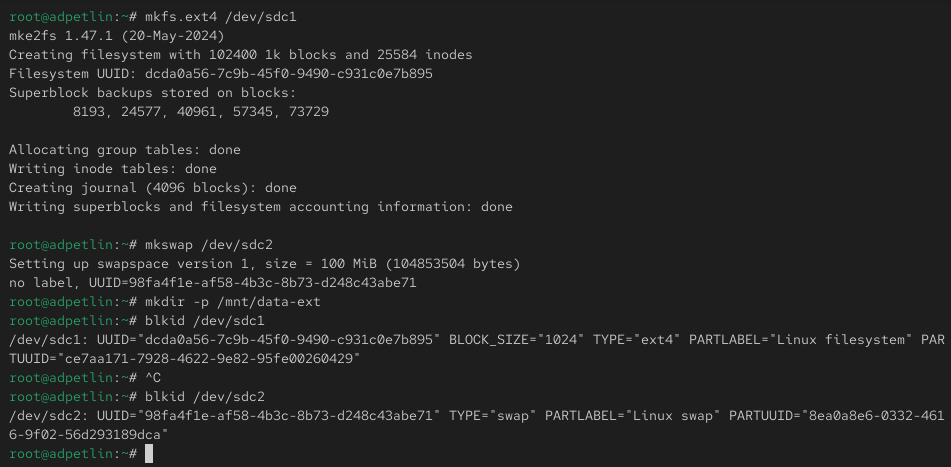 root@adpetlin:~# mkfs.ext4 /dev/sdc1
mke2fs 1.47.1 (20-May-2024)
Creating filesystem with 102400 1k blocks and 25584 inodes
Filesystem UUID: dcda0a56-7c9b-45f0-9490-c931c0e7b895
Superblock backups stored on blocks:
        8193, 24577, 40961, 57345, 73729

Allocating group tables: done
Writing inode tables: done
Creating journal (4096 blocks): done
Writing superblocks and filesystem accounting information: done

root@adpetlin:~# mkswap /dev/sdc2
Setting up swapspace version 1, size = 100 MiB (104853504 bytes)
no label, UUID=98fa4f1e-af58-4b3c-8b73-d248c43abe71
root@adpetlin:~# mkdir -p /mnt/data-ext
root@adpetlin:~# blkid /dev/sdc1
/dev/sdc1: UUID="dcda0a56-7c9b-45f0-9490-c931c0e7b895" BLOCK_SIZE="1024" TYPE="ext4" PARTLABEL="Linux filesystem" PAR
TUUID="ce7aa171-7928-4622-9e82-95fe00260429"
root@adpetlin:~# ^C
root@adpetlin:~# blkid /dev/sdc2
/dev/sdc2: UUID="98fa4f1e-af58-4b3c-8b73-d248c43abe71" TYPE="swap" PARTLABEL="Linux swap" PARTUUID="8ea0a8e6-0332-461
6-9f02-56d293189dca"
root@adpetlin:~#